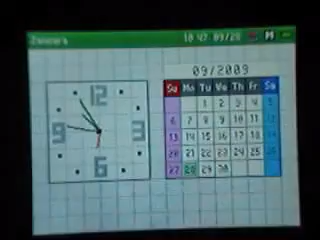 10:47 09/28 M
09/2009
12
9 3
6
Su Mo Tu We Th Fr Sa
1 2 3 4 5
6 7 8 9 10 11 12
13 14 15 16 17 18
20 21 22 23 24 25
27 28 29 30